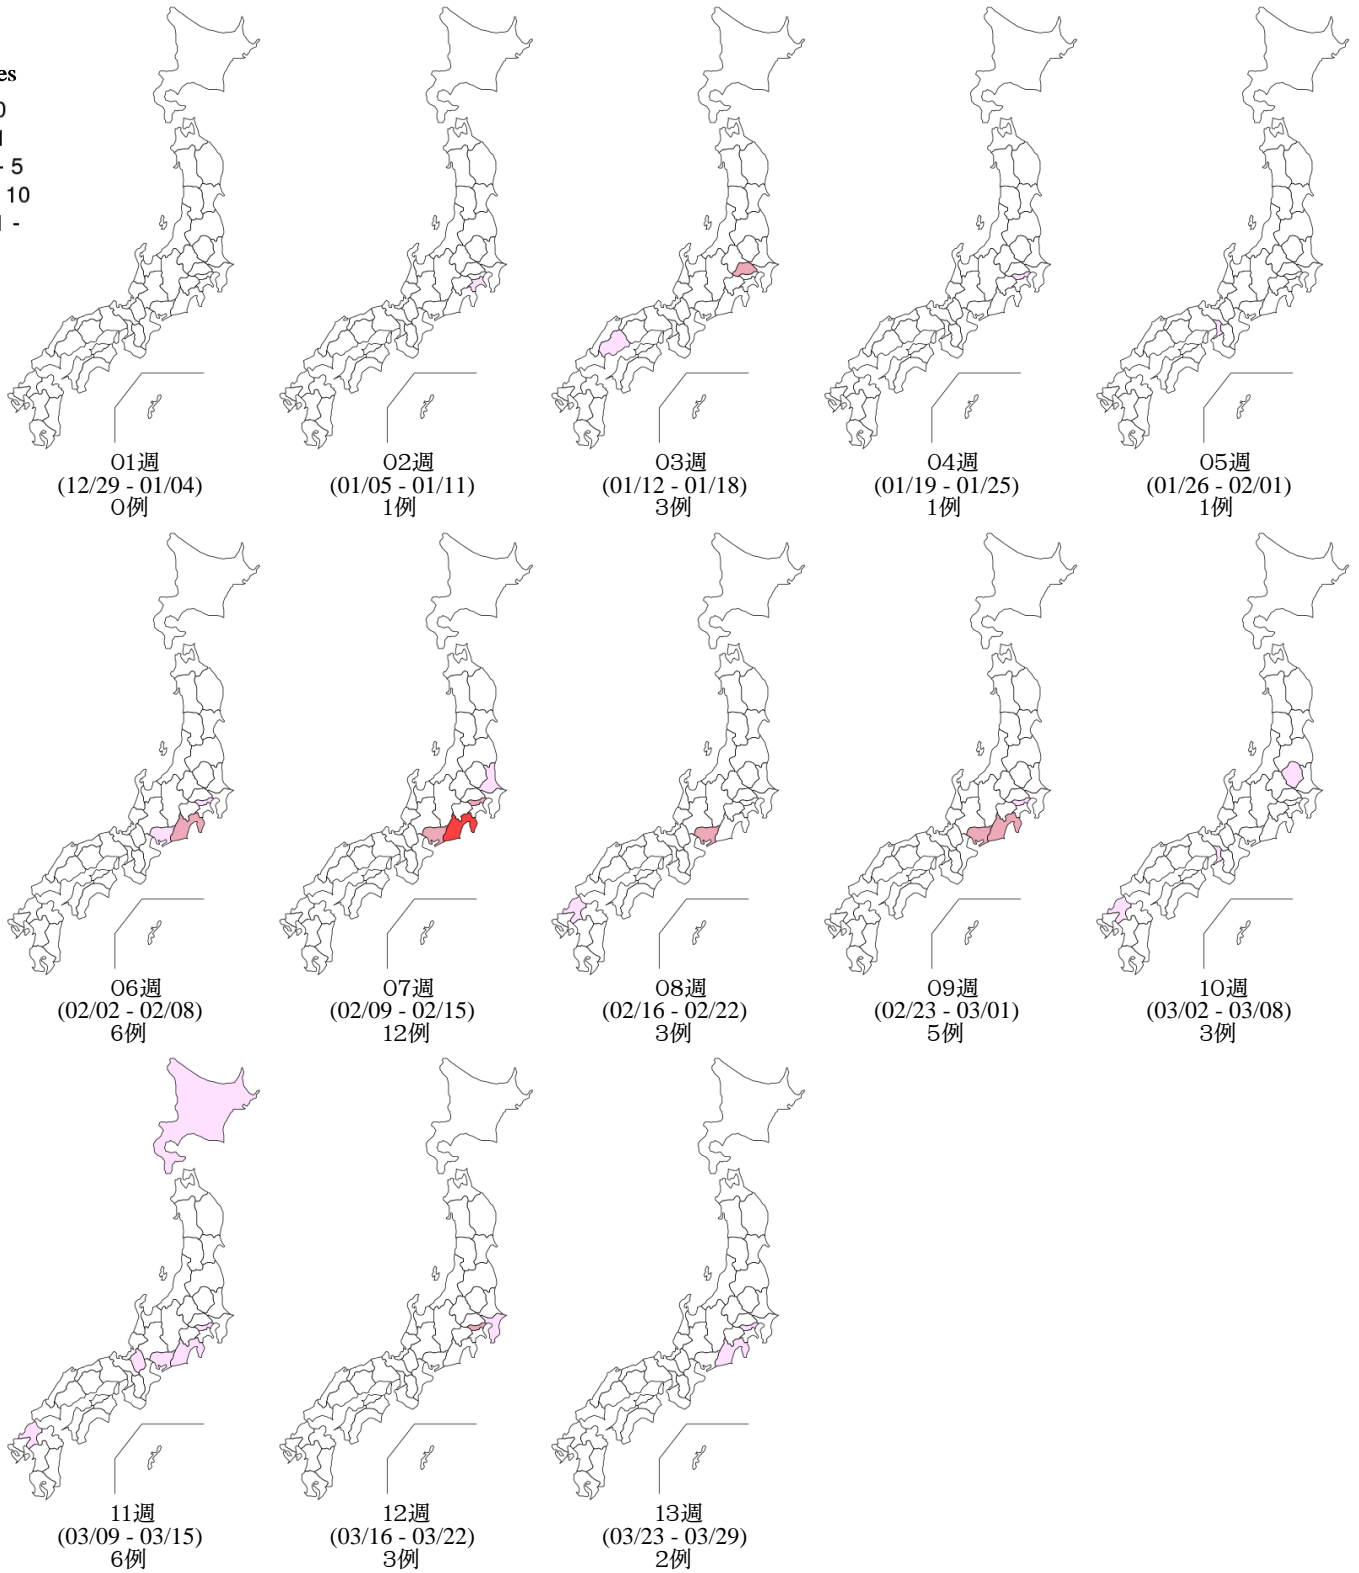 es
0
1
- 5
10
1 -
01週
(12/29 - 01/04)
0例
02週
(01/05 - 01/11)
1例
03週
(01/12 - 01/18)
3例
04週
(01/19 - 01/25)
1例
05週
(01/26 - 02/01)
1例
06週
(02/02 - 02/08)
6例
07週
(02/09 - 02/15)
12例
08週
(02/16 - 02/22)
3例
09週
(02/23 - 03/01)
5例
10週
(03/02 - 03/08)
3例
11週
(03/09 - 03/15)
6例
12週
(03/16 - 03/22)
3例
13週
(03/23 - 03/29)
2例